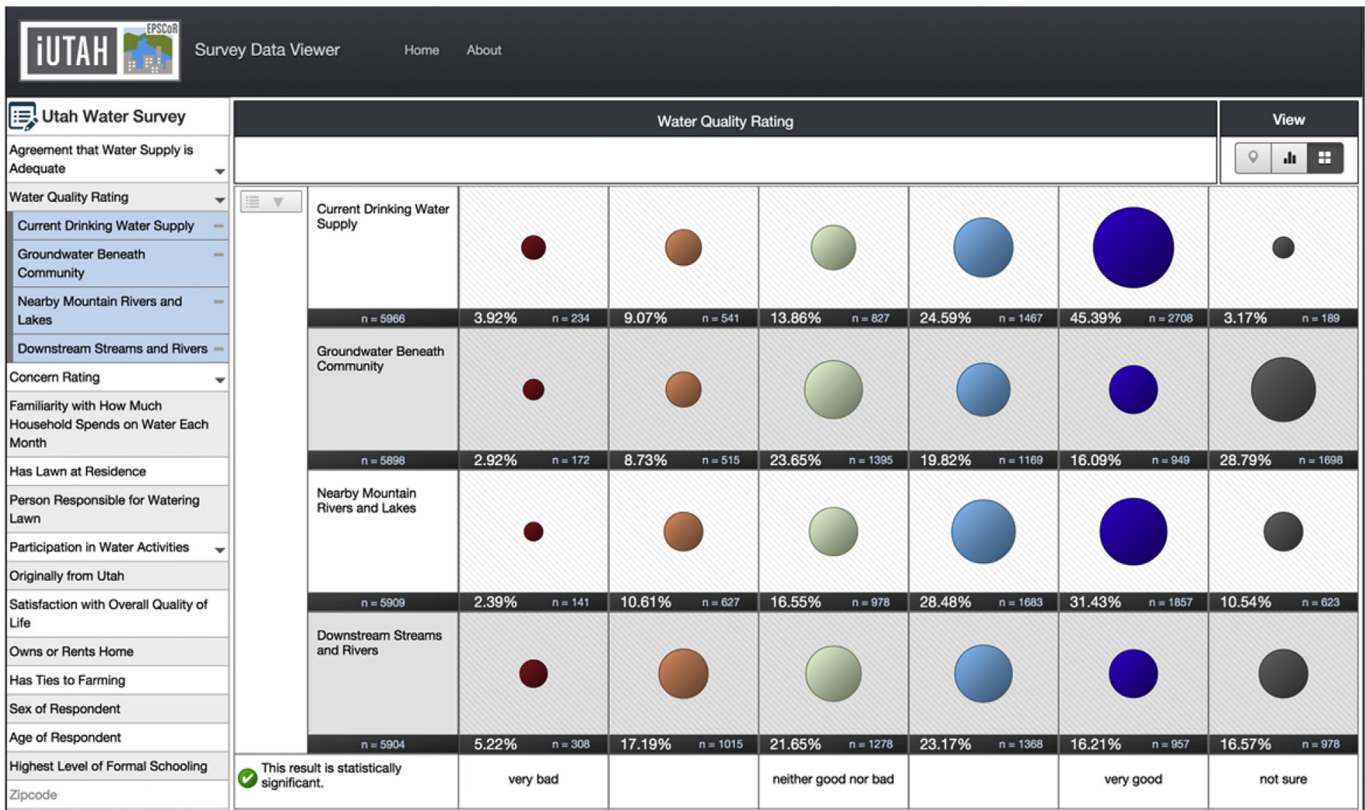 iUTAH
EPSCoR
Survey Data Viewer
Home
About
Utah Water Survey
Agreement that Water Supply is
Adequate
Water Quality Rating
Current Drinking Water Supply
Groundwater Beneath
Community
Nearby Mountain Rivers and
Lakes
Downstream Streams and Rivers
Concern Rating
Familiarity with How Much
Household Spends on Water Each
Month
Has Lawn at Residence
Person Responsible for Watering
Lawn
Participation in Water Activities
Originally from Utah
Satisfaction with Overall Quality of
Life
Owns or Rents Home
Has Ties to Farming
Sex of Respondent
Age of Respondent
Highest Level of Formal Schooling
Zipcode
Water Quality Rating
View
Current Drinking Water
Supply
n = 5966 3.92% n = 234 9.07% n = 541 13.86% n = 827 24.59% n = 1467 45.39% n = 2708 3.17% n = 189
Groundwater Beneath
Community
n = 5898 2.92% n = 172 8.73% n = 515 23.65% n = 1395 19.82% n = 1169 16.09% n = 949 28.79% n = 1698
Nearby Mountain
Rivers and Lakes
n = 5909 2.39% n = 141 10.61% n = 627 16.55% n = 978 28.48% n = 1683 31.43% n = 1857 10.54% n = 623
Downstream Streams
and Rivers
n = 5904 5.22% n = 308 17.19% n = 1015 21.65% n = 1278 23.17% n = 1368 16.21% n = 957 16.57% n = 978
This result is statistically
significant.
very bad
neither good nor bad
very good
not sure